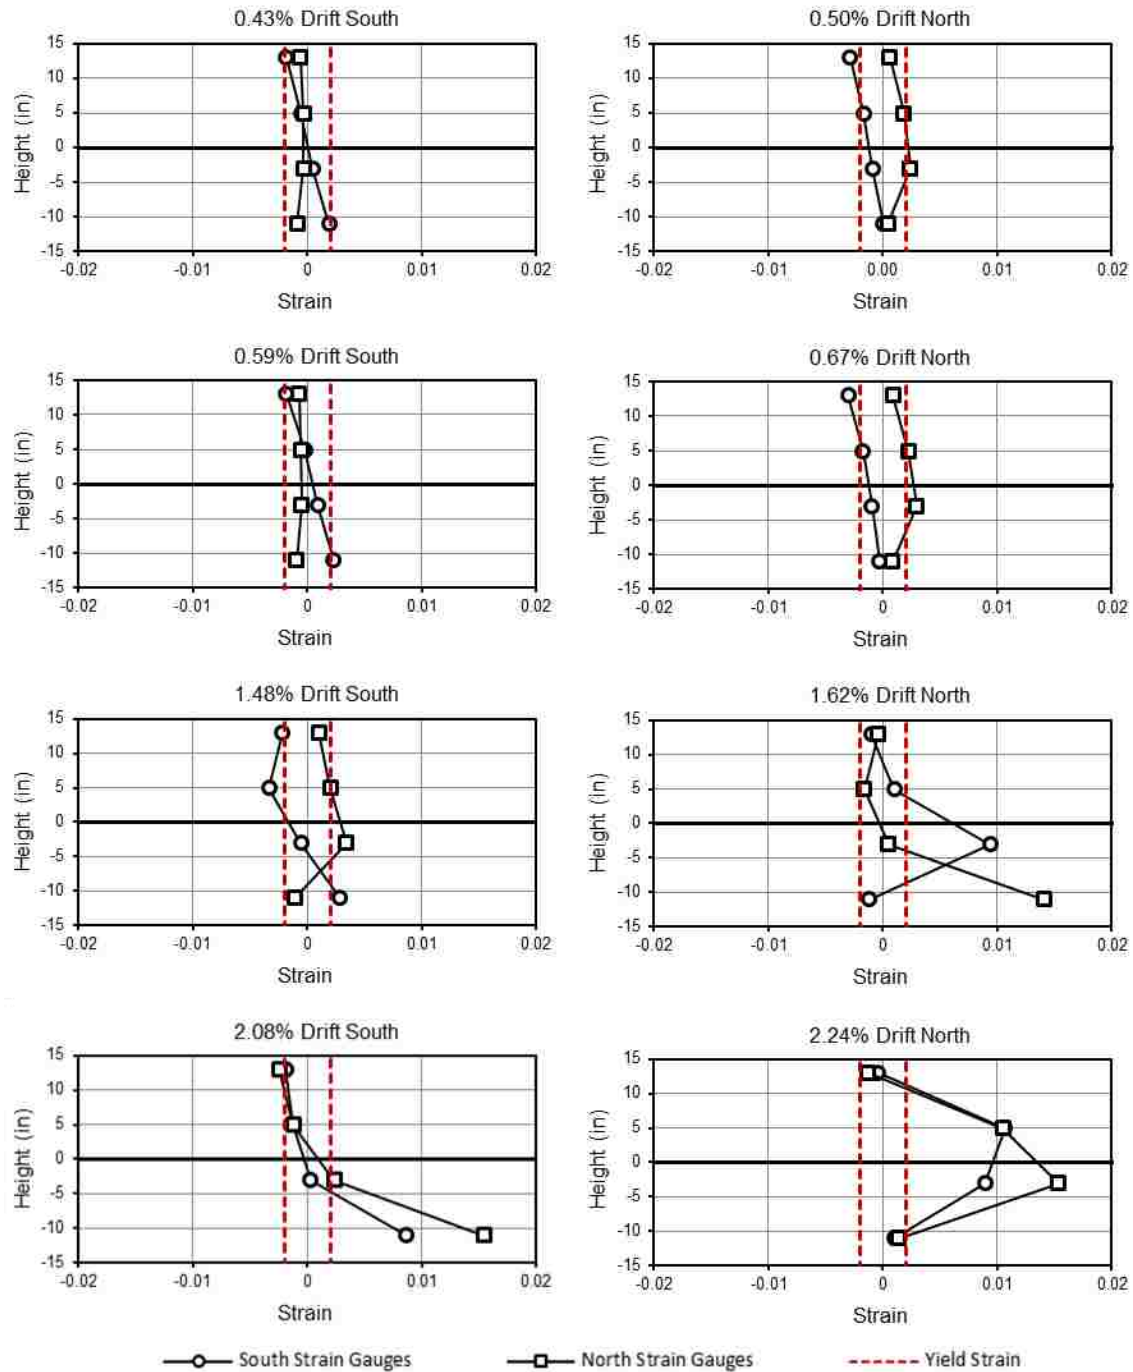 0.43% Drift South
0.50% Drift North
Height (in)
15
10
5
0
-5
-10
-15
-0.02 -0.01 0 0.01 0.02
Strain
Height (in)
15
10
5
0
-5
-10
-15
-0.02 -0.01 0.00 0.01 0.02
Strain
0.59% Drift South
0.67% Drift North
Height (in)
15
10
5
0
-5
-10
-15
-0.02 -0.01 0 0.01 0.02
Strain
Height (in)
15
10
5
0
-5
-10
-15
-0.02 -0.01 0 0.01 0.02
Strain
1.48% Drift South
1.62% Drift North
Height (in)
15
10
5
0
-5
-10
-15
-0.02 -0.01 0 0.01 0.02
Strain
Height (in)
15
10
5
0
-5
-10
-15
-0.02 -0.01 0 0.01 0.02
Strain
2.08% Drift South
2.24% Drift North
Height (in)
15
10
5
0
-5
-10
-15
-0.02 -0.01 0 0.01 0.02
Strain
Height (in)
15
10
5
0
-5
-10
-15
-0.02 -0.01 0 0.01 0.02
Strain
South Strain Gauges North Strain Gauges Yield Strain